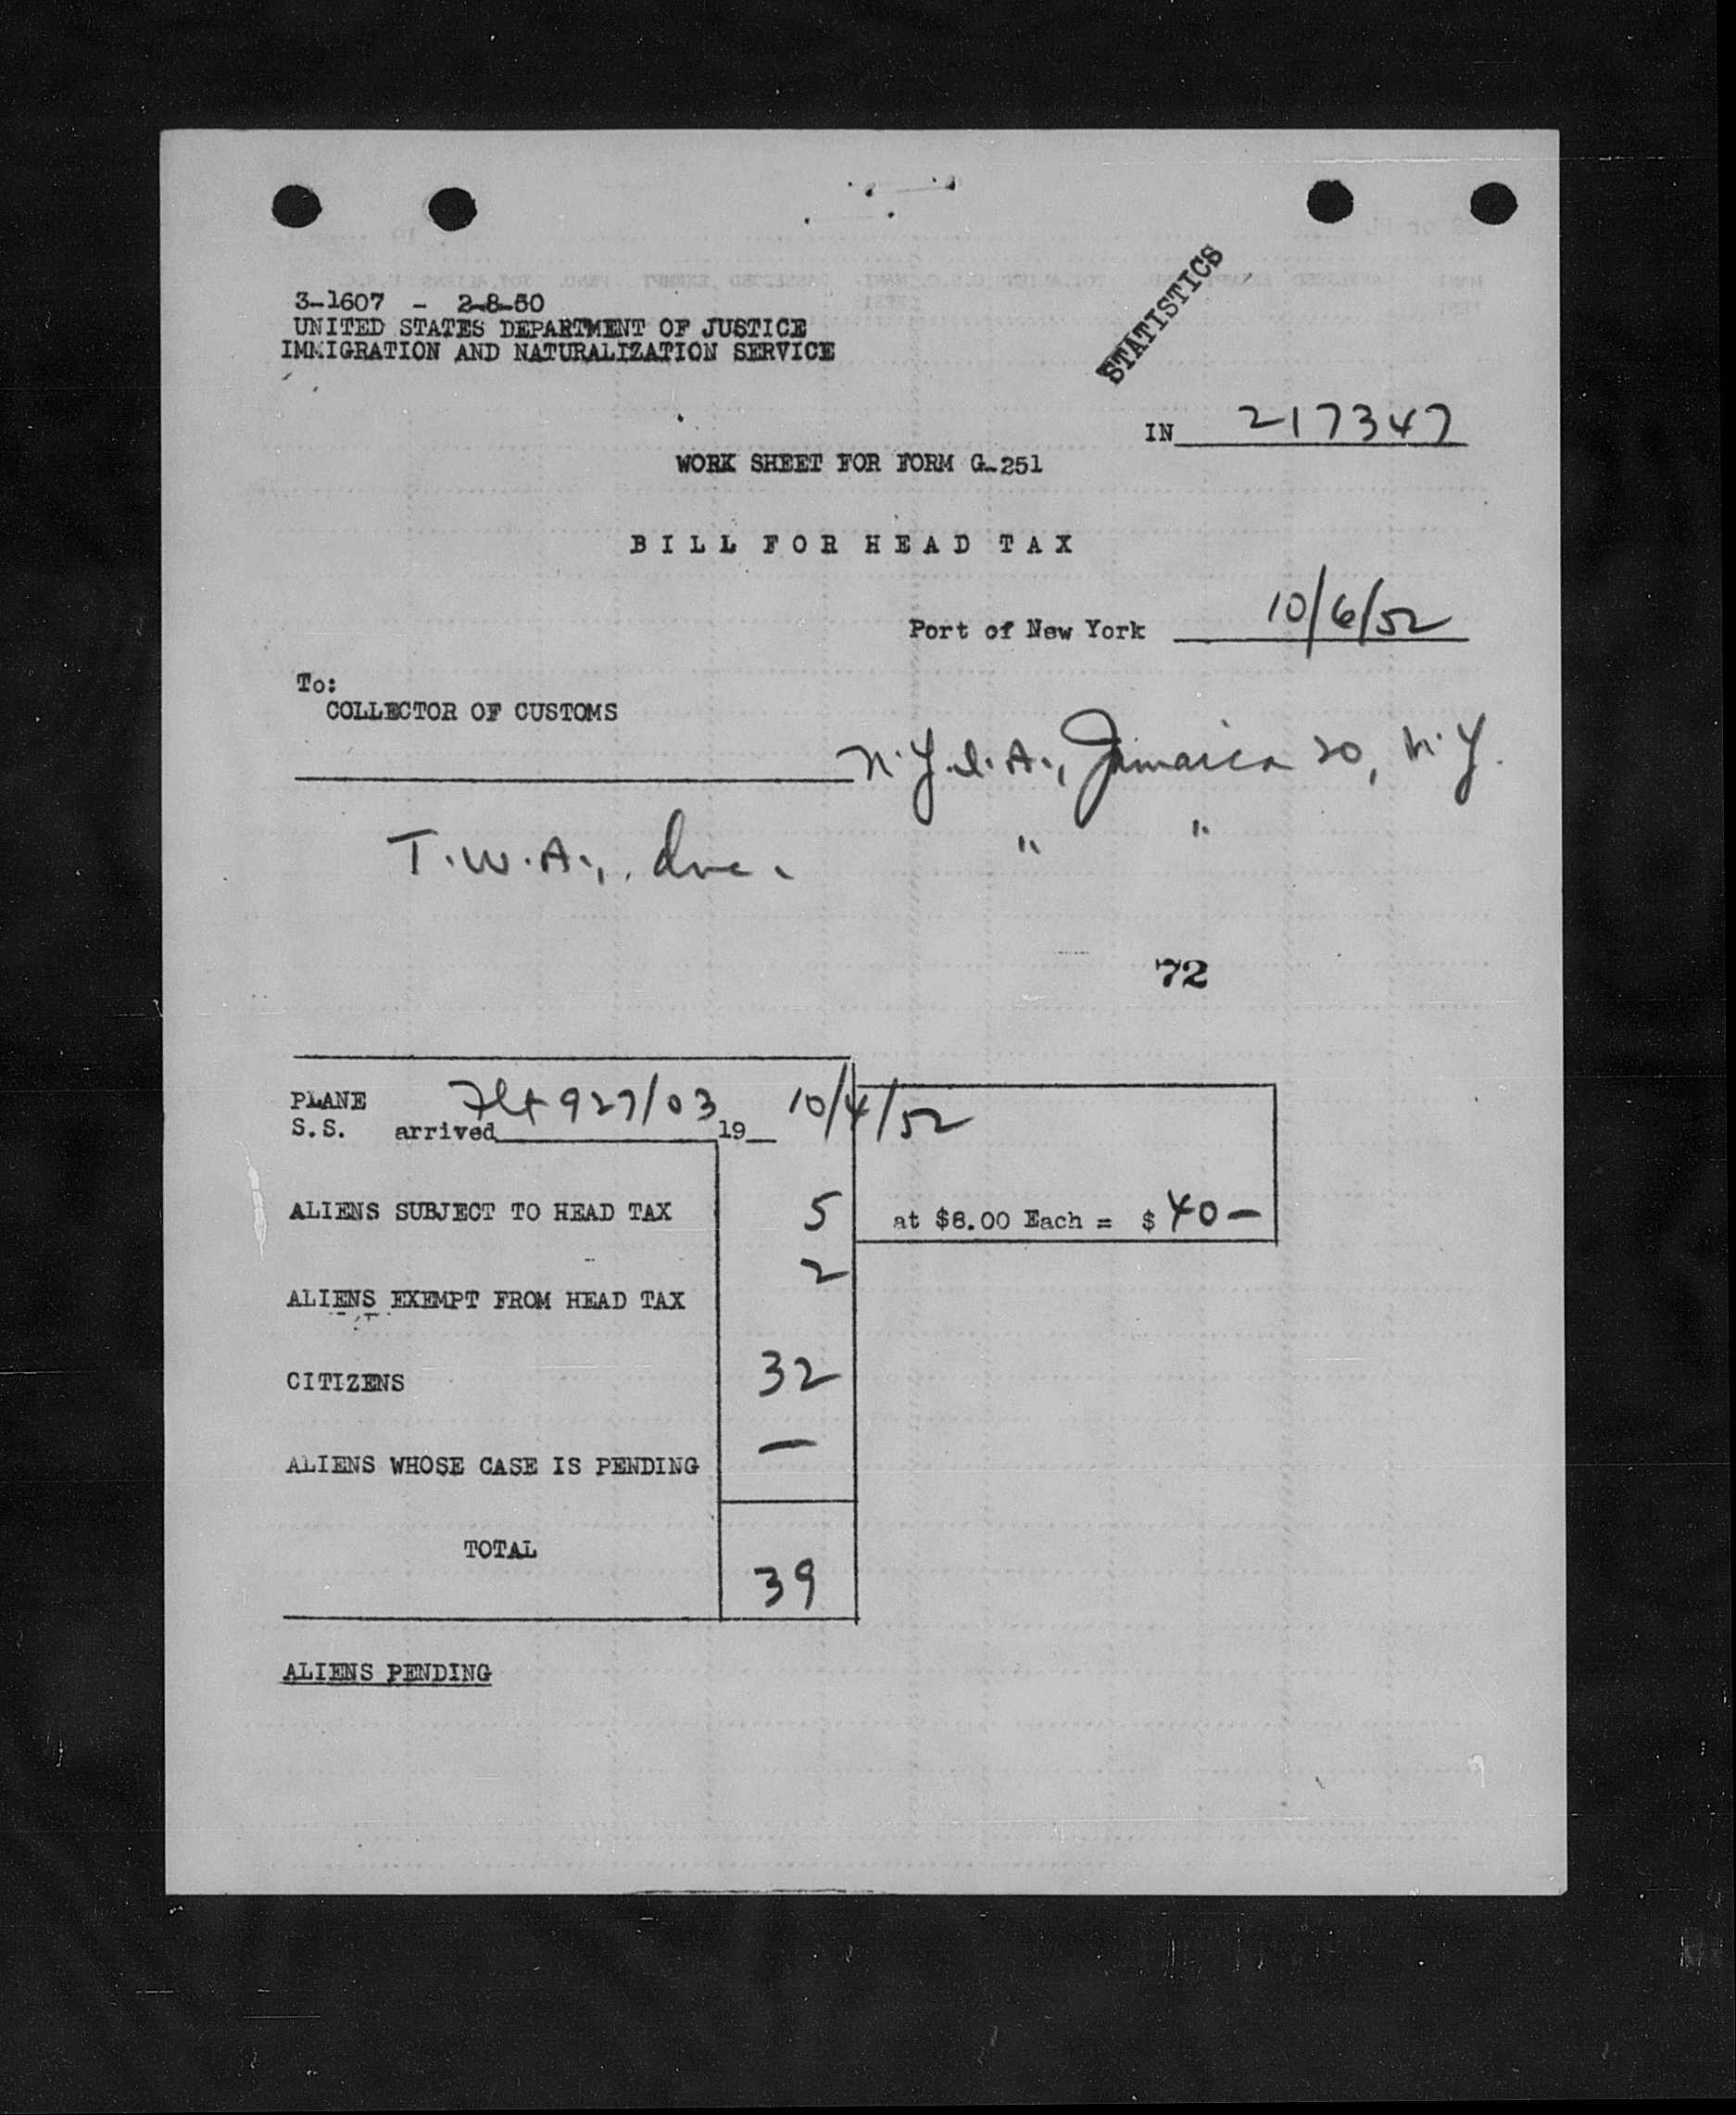 STATISTICS
3-1607 - 2-8-50
UNITED STATES DEPARTMENT OF JUSTICE
IMMIGRATION AND NATURALIZATION SERVICE
IN 217347
WORK SHEET FOR FORM G-251
BILL FOR HEAD TAX
Port of New York 10/6/52
To:
COLLECTOR OF CUSTOMS
N.Y.I.A., Jamaica 20, N.Y.
T.W.A., Inc. " "
72
PLANE
S.S. arrived Flt 927/03 19 10/4/52
ALIENS SUBJECT TO HEAD TAX 5 at $8.00 Each = $ 40-
ALIENS EXEMPT FROM HEAD TAX 2
CITIZENS 32
ALIENS WHOSE CASE IS PENDING —
TOTAL 39
ALIENS PENDING